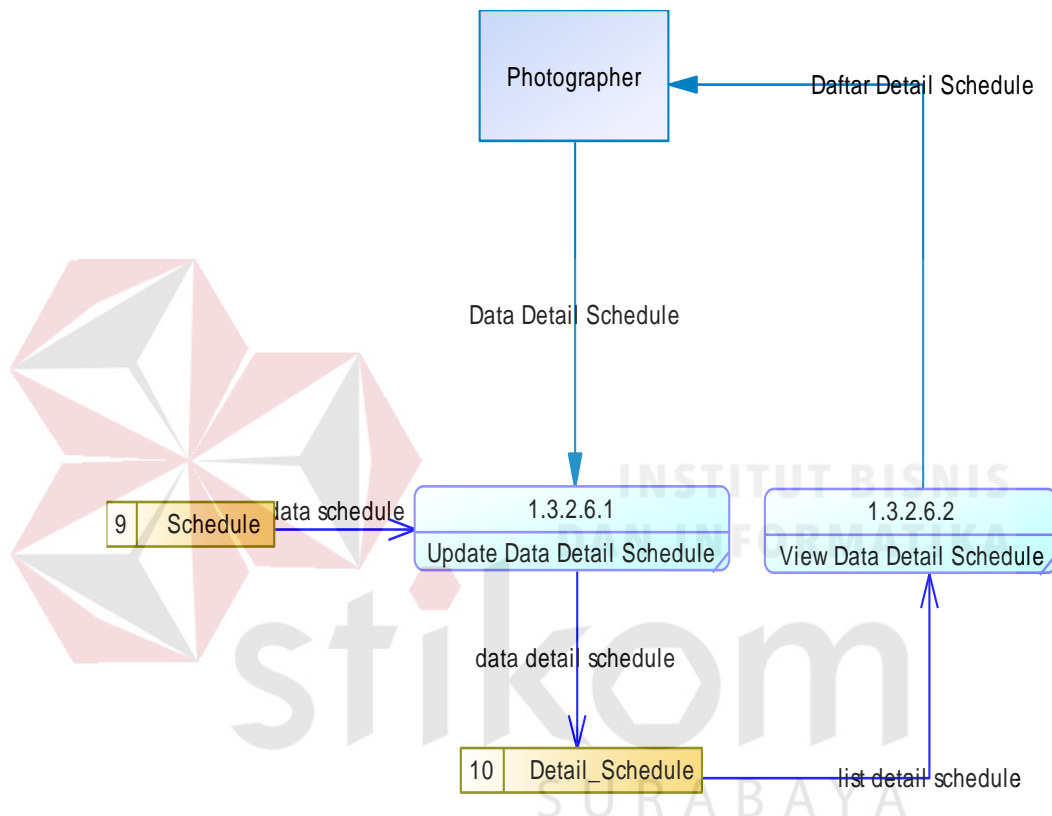 Photographer
Daftar Detail Schedule
Data Detail Schedule
INSTITUT BISNIS
DAN INFORMATIKA
9 Schedule
data schedule
1.3.2.6.1
Update Data Detail Schedule
1.3.2.6.2
View Data Detail Schedule
stikom
data detail schedule
10 Detail_Schedule
list detail schedule
SURABAYA